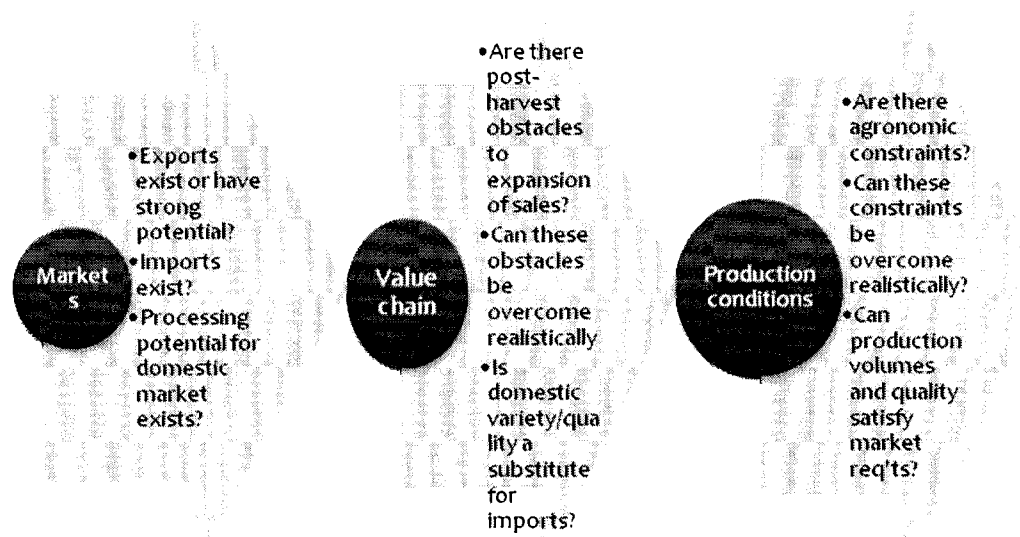 Market
s
•Exports
exist or have
strong
potential?
•Imports
exist?
•Processing
potential for
domestic
market
exists?
Value
chain
•Are there
post-
harvest
obstacles
to
expansion
of sales?
•Can these
obstacles
be
overcome
realistically
•Is
domestic
variety/qua
lity a
substitute
for
imports?
Production
conditions
•Are there
agronomic
constraints?
•Can these
constraints
be
overcome
realistically?
•Can
production
volumes
and quality
satisfy
market
req'ts?